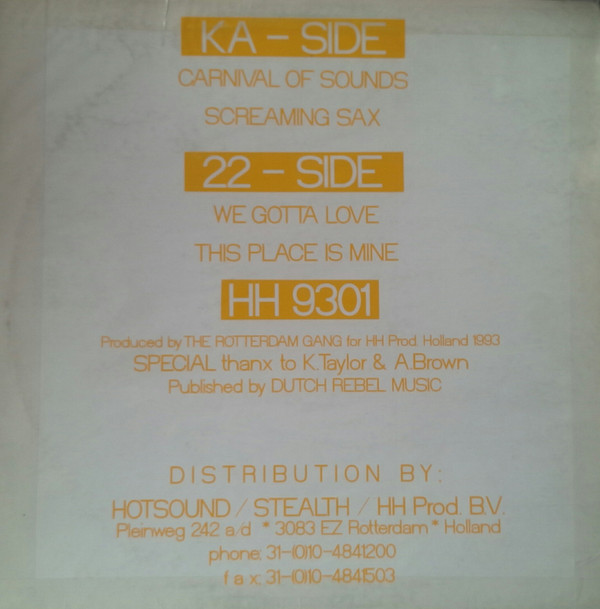 KA - SIDE
CARNIVAL OF SOUNDS
SCREAMING SAX
22 - SIDE
WE GOTTA LOVE
THIS PLACE IS MINE
HH 9301
Produced by THE ROTTERDAM GANG for HH Prod. Holland 1993
SPECIAL thanx to K.Taylor & A.Brown
Published by DUTCH REBEL MUSIC
DISTRIBUTION BY:
HOTSOUND / STEALTH / HH Prod. B.V.
Pleinweg 242 a/d * 3083 EZ Rotterdam * Holland
phone: 31-(0)10-4841200
fax: 31-(0)10-4841503